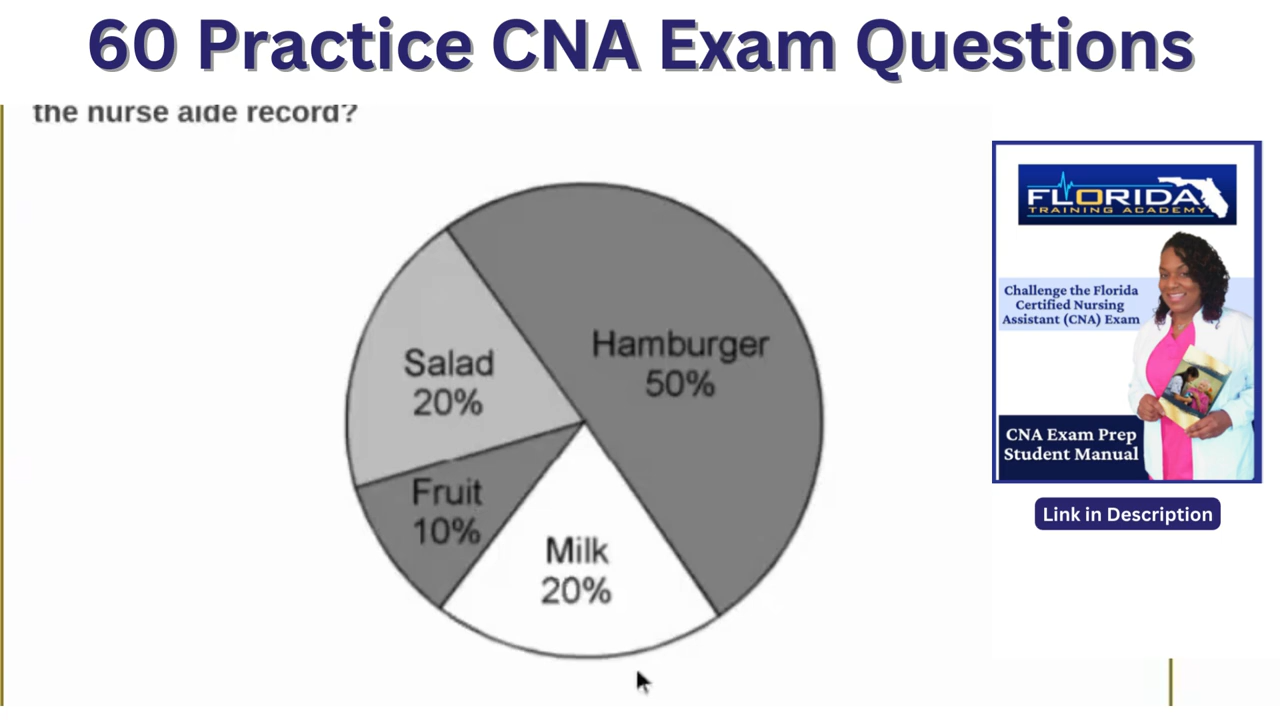 60 Practice CNA Exam Questions
the nurse aide record?
Hamburger
50%
Salad
20%
Fruit
10%
Milk
20%
FLORIDA
TRAINING ACADEMY
Challenge the Florida
Certified Nursing
Assistant (CNA) Exam
CNA Exam Prep
Student Manual
Link in Description